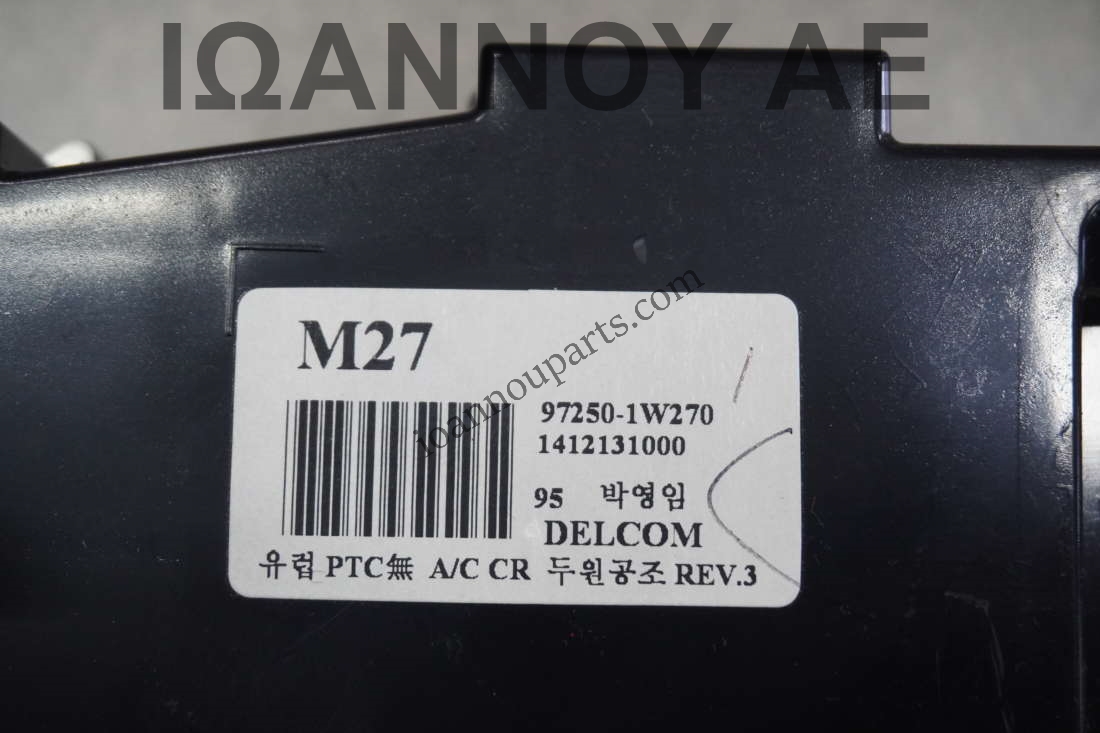 ΙΩΑΝΝΟΥ ΑΕ
ioannouparts.com
M27
97250-1W270
1412131000
95 박영임
DELCOM
유럽 PTC無 A/C CR 두원공조 REV.3